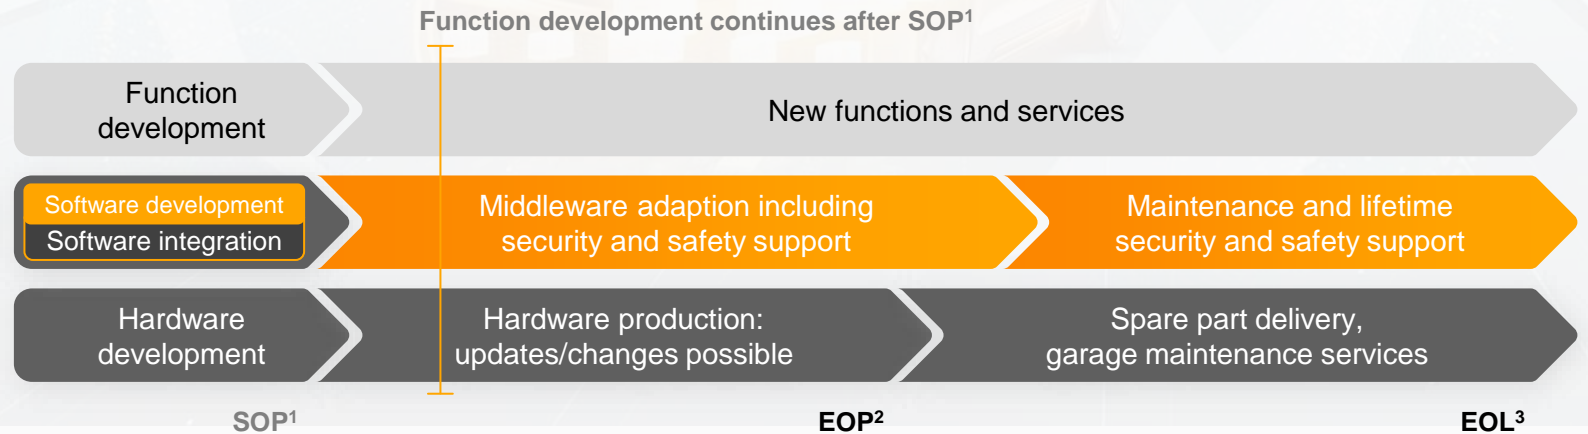 Function development continues after SOP¹
Function
development
New functions and services
Software development
Software integration
Middleware adaption including
security and safety support
Maintenance and lifetime
security and safety support
Hardware
development
Hardware production:
updates/changes possible
Spare part delivery,
garage maintenance services
SOP¹
EOP²
EOL³